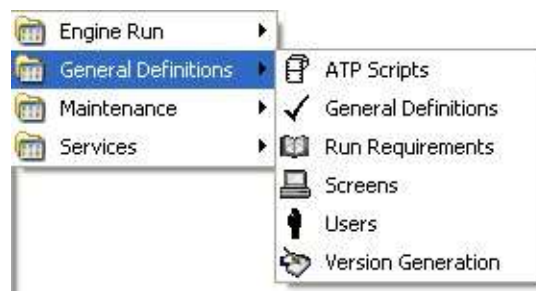 Engine Run
General Definitions
Maintenance
Services
ATP Scripts
General Definitions
Run Requirements
Screens
Users
Version Generation